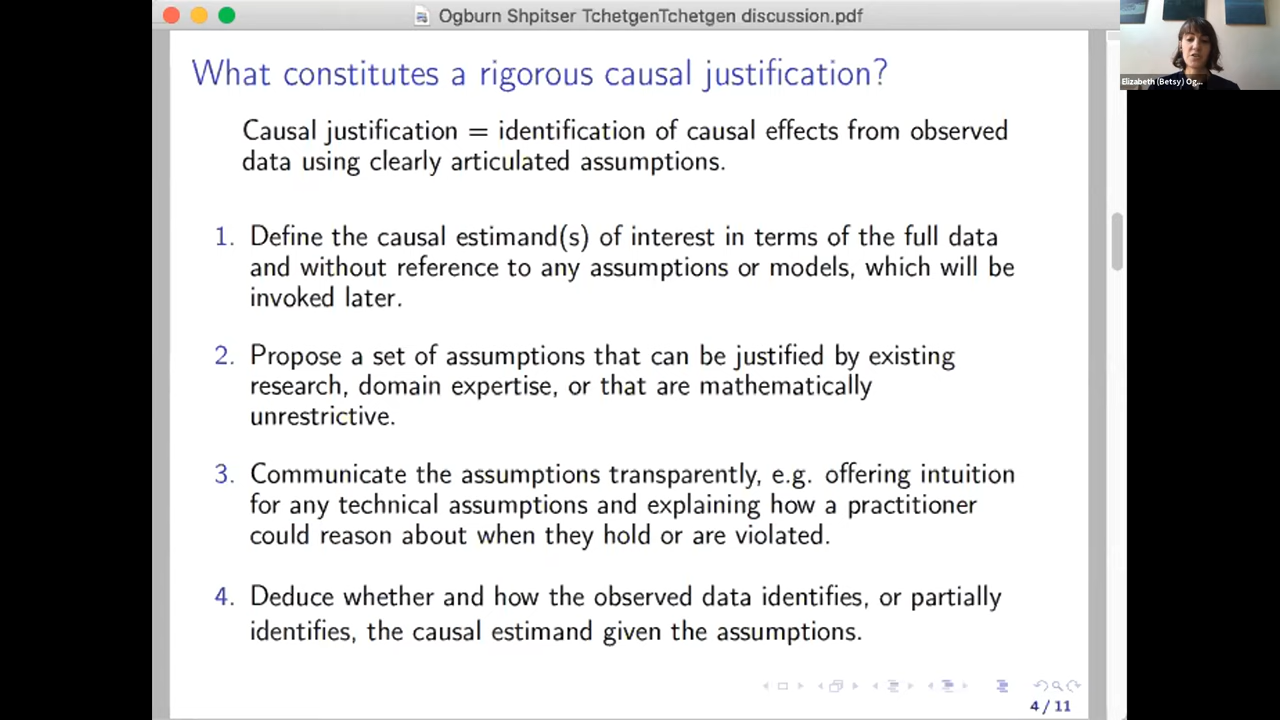 Ogburn Shpitser TchetgenTchetgen discussion.pdf
Elizabeth (Betsy) Og...
What constitutes a rigorous causal justification?
Causal justification = identification of causal effects from observed
data using clearly articulated assumptions.
1. Define the causal estimand(s) of interest in terms of the full data
and without reference to any assumptions or models, which will be
invoked later.
2. Propose a set of assumptions that can be justified by existing
research, domain expertise, or that are mathematically
unrestrictive.
3. Communicate the assumptions transparently, e.g. offering intuition
for any technical assumptions and explaining how a practitioner
could reason about when they hold or are violated.
4. Deduce whether and how the observed data identifies, or partially
identifies, the causal estimand given the assumptions.
4 / 11